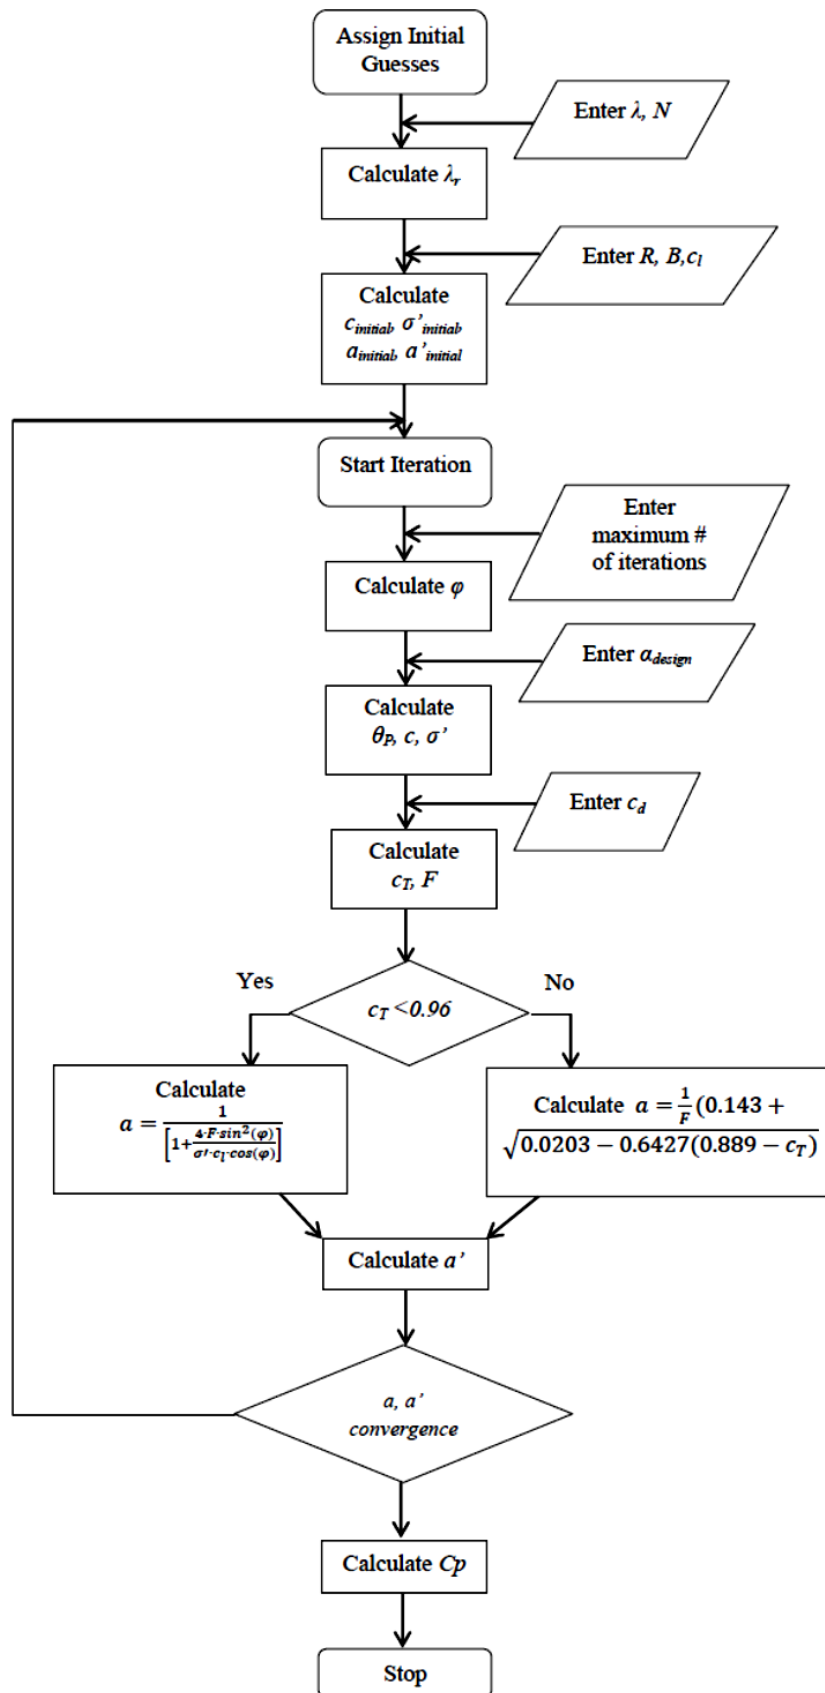 Assign Initial
Guesses
Enter λ, N
Calculate λr
Enter R, B,cl
Calculate
cinitial, σ'initial,
ainitial, a'initial
Start Iteration
Enter
maximum #
of iterations
Calculate φ
Enter αdesign
Calculate
θP, c, σ'
Enter cd
Calculate
cT, F
Yes
No
cT <0.96
Calculate
a = 1 / [1+ 4·F·sin²(φ) / σ'·cl·cos(φ)]
Calculate a = 1/F (0.143 +
√0.0203 − 0.6427(0.889 − cT)
Calculate a'
a, a'
convergence
Calculate Cp
Stop